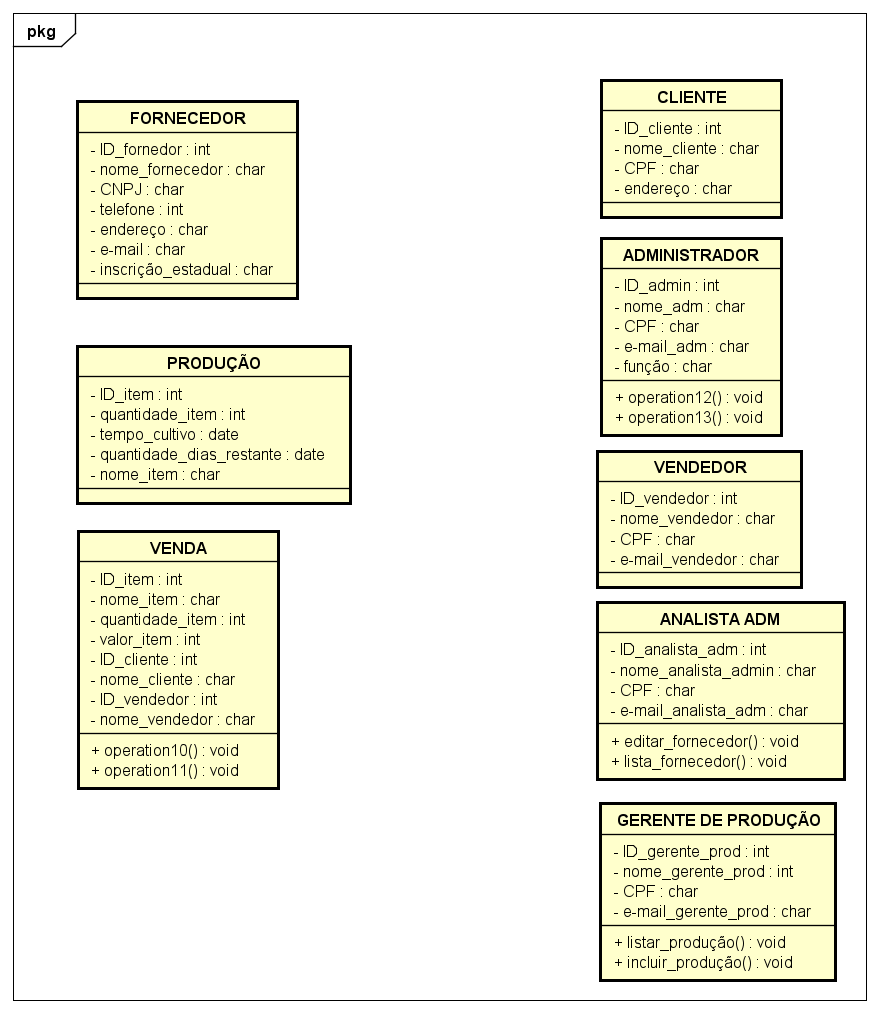 pkg
FORNECEDOR
- ID_fornedor : int
- nome_fornecedor : char
- CNPJ : char
- telefone : int
- endereço : char
- e-mail : char
- inscrição_estadual : char
PRODUÇÃO
- ID_item : int
- quantidade_item : int
- tempo_cultivo : date
- quantidade_dias_restante : date
- nome_item : char
VENDA
- ID_item : int
- nome_item : char
- quantidade_item : int
- valor_item : int
- ID_cliente : int
- nome_cliente : char
- ID_vendedor : int
- nome_vendedor : char
+ operation10() : void
+ operation11() : void
CLIENTE
- ID_cliente : int
- nome_cliente : char
- CPF : char
- endereço : char
ADMINISTRADOR
- ID_admin : int
- nome_adm : char
- CPF : char
- e-mail_adm : char
- função : char
+ operation12() : void
+ operation13() : void
VENDEDOR
- ID_vendedor : int
- nome_vendedor : char
- CPF : char
- e-mail_vendedor : char
ANALISTA ADM
- ID_analista_adm : int
- nome_analista_admin : char
- CPF : char
- e-mail_analista_adm : char
+ editar_fornecedor() : void
+ lista_fornecedor() : void
GERENTE DE PRODUÇÃO
- ID_gerente_prod : int
- nome_gerente_prod : int
- CPF : char
- e-mail_gerente_prod : char
+ listar_produção() : void
+ incluir_produção() : void